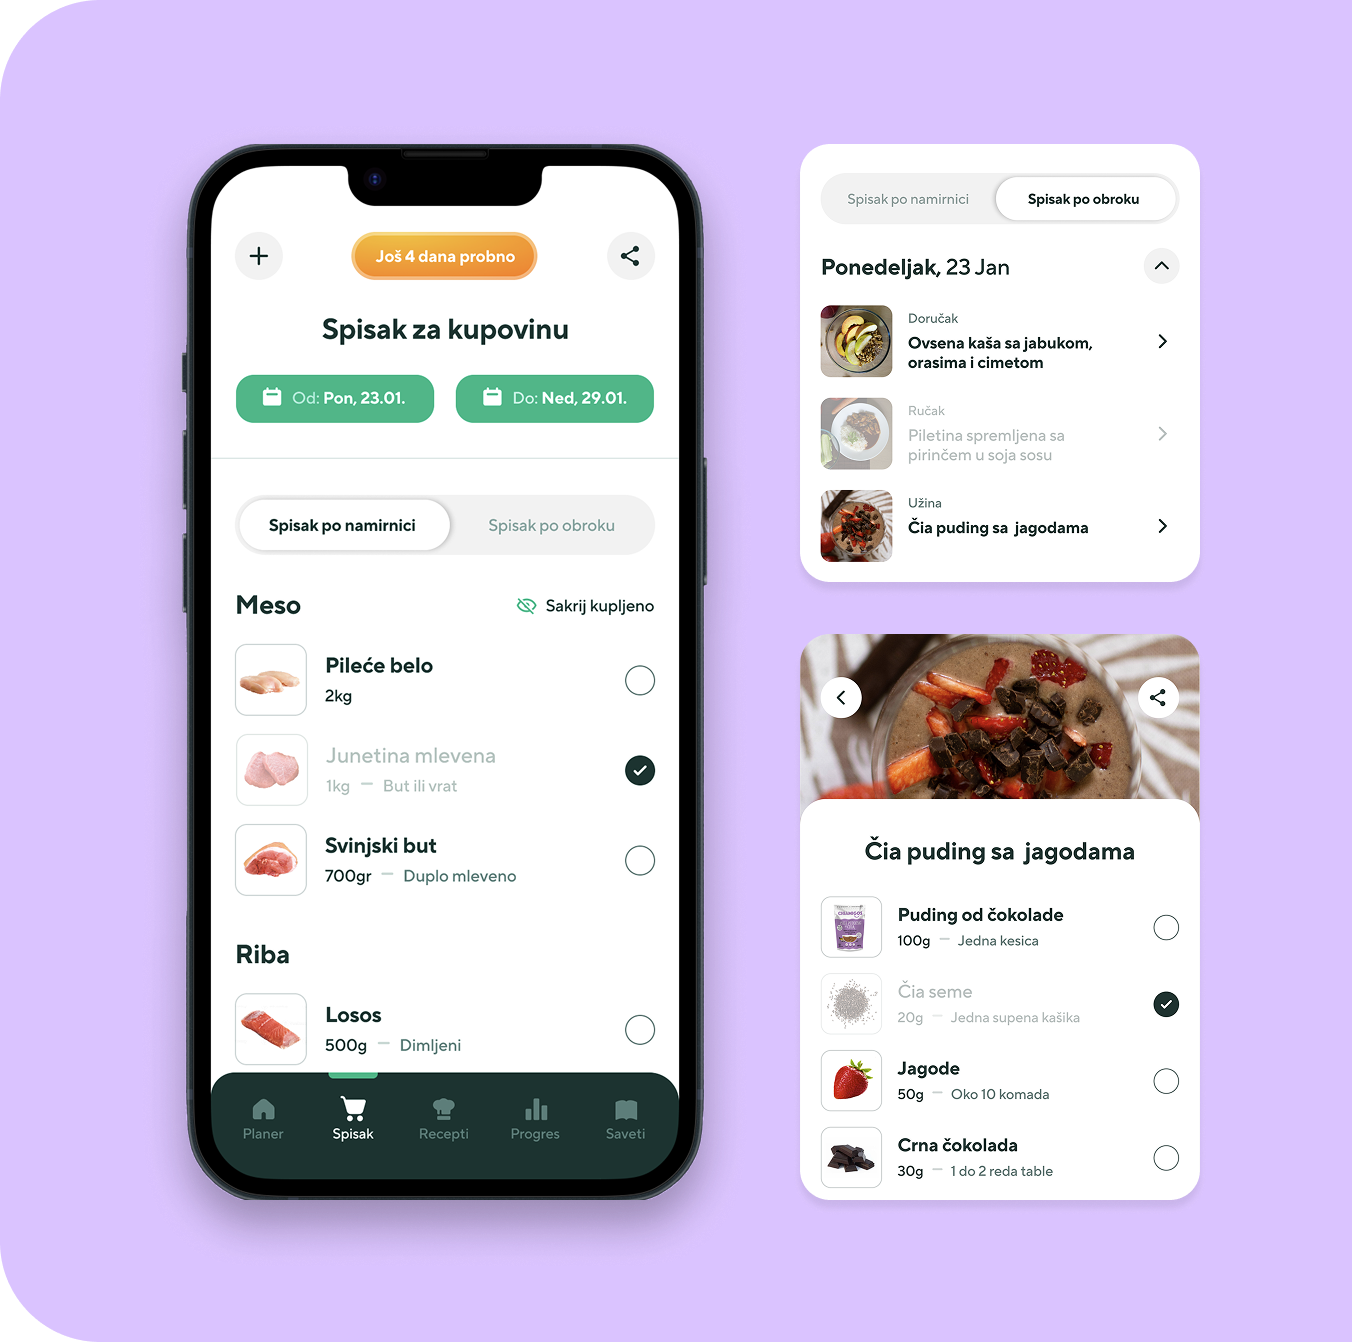 Još 4 dana probno
Spisak za kupovinu
Od: Pon, 23.01.
Do: Ned, 29.01.
Spisak po namirnici
Spisak po obroku
Meso
Sakrij kupljeno
Pileće belo
2kg
Junetina mlevena
1kg — But ili vrat
Svinjski but
700gr — Duplo mleveno
Riba
Losos
500g — Dimljeni
Planer
Spisak
Recepti
Progres
Saveti
Spisak po namirnici
Spisak po obroku
Ponedeljak, 23 Jan
Doručak
Ovsena kaša sa jabukom,
orasima i cimetom
Ručak
Piletina spremljena sa
pirinčem u soja sosu
Užina
Čia puding sa jagodama
Čia puding sa jagodama
Puding od čokolade
100g — Jedna kesica
Čia seme
20g — Jedna supena kašika
Jagode
50g — Oko 10 komada
Crna čokolada
30g — 1 do 2 reda table